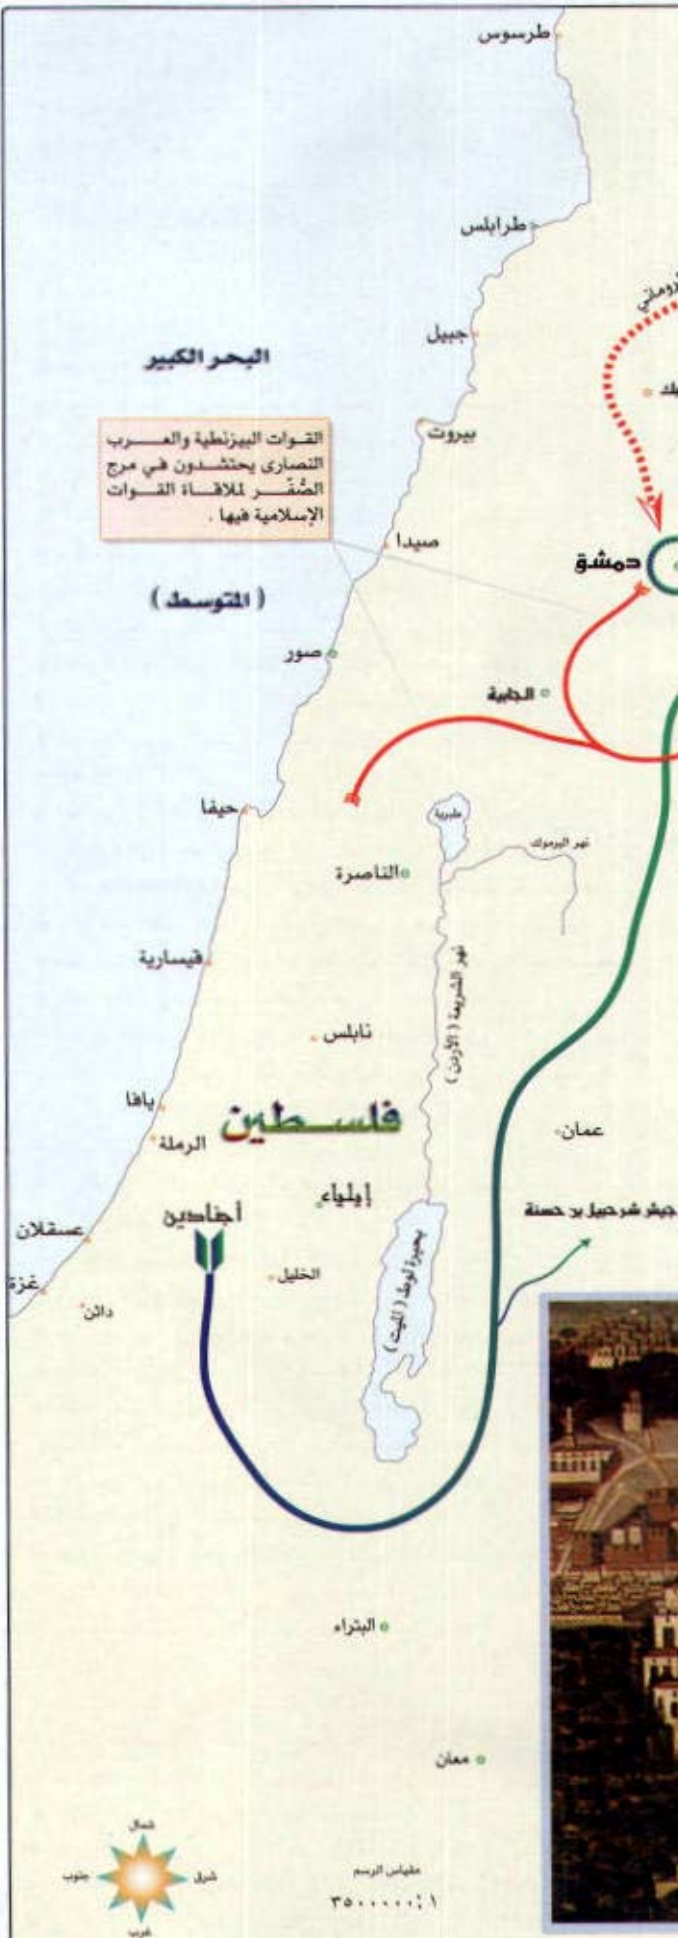 طرسوس
طرابلس
جبيل
البحر الكبير
بيروت
القوات البيزنطية والعرب
النصارى يحتشدون في مرج
الصُّفَّر لملاقاة القوات
الإسلامية فيها .
صيدا
دمشق
( المتوسط )
صور
الجابية
حيفا
طبرية
نهر اليرموك
الناصرة
قيسارية
نهر الشريعة ( الأردن )
نابلس
يافا
فلسطين
عمان
الرملة
إيلياء
أجنادين
جيش شرحبيل بن حسنة
عسقلان
الخليل
بحيرة لوط ( الميت )
غزة
داثن
البتراء
معان
شمال
جنوب
شرق
غرب
مقياس الرسم
١ : ٣٥٠٠٠٠٠